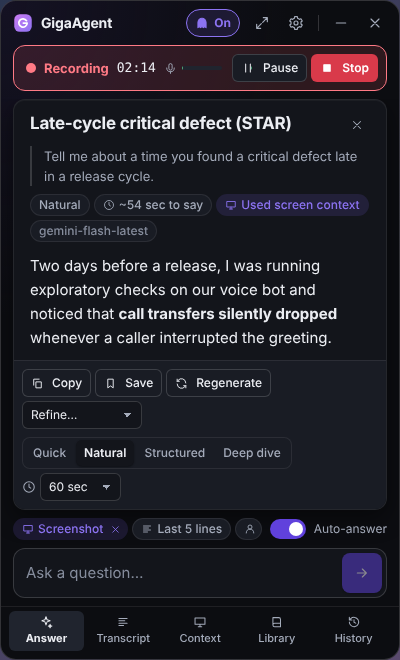 GigaAgent
On
Recording 02:14
Pause
Stop
Late-cycle critical defect (STAR)
Tell me about a time you found a critical defect late
in a release cycle.
Natural
~54 sec to say
Used screen context
gemini-flash-latest
Two days before a release, I was running
exploratory checks on our voice bot and
noticed that call transfers silently dropped
whenever a caller interrupted the greeting.
Copy
Save
Regenerate
Refine...
Quick
Natural
Structured
Deep dive
60 sec
Screenshot
Last 5 lines
Auto-answer
Ask a question...
Answer
Transcript
Context
Library
History